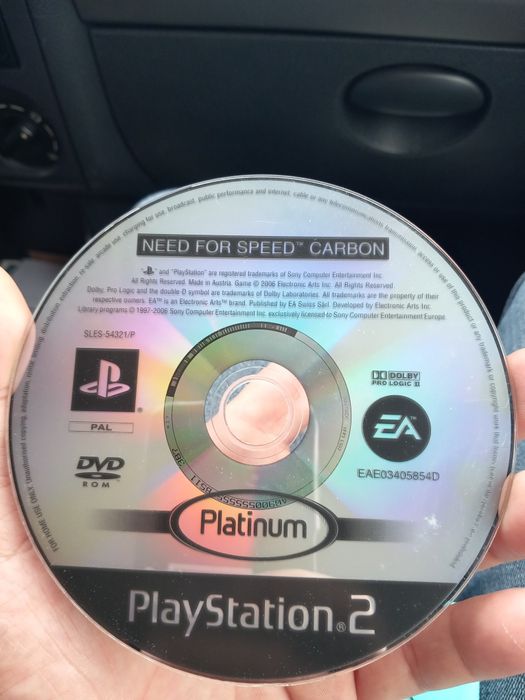 NEED FOR SPEED™ CARBON
"PS" and "PlayStation" are registered trademarks of Sony Computer Entertainment Inc.
All Rights Reserved. Made in Austria. Game © 2006 Electronic Arts Inc. All Rights Reserved.
Dolby, Pro Logic and the double-D symbol are trademarks of Dolby Laboratories. All trademarks are the property of their
respective owners. EA™ is an Electronic Arts™ brand. Published by EA Swiss Sàrl. Developed by Electronic Arts Inc.
Library programs © 1997-2006 Sony Computer Entertainment Inc. exclusively licensed to Sony Computer Entertainment Europe.
SLES-54321/P
PAL
DVD
ROM
DOLBY
PRO LOGIC II
EA
EAE03405854D
Platinum
PlayStation®2